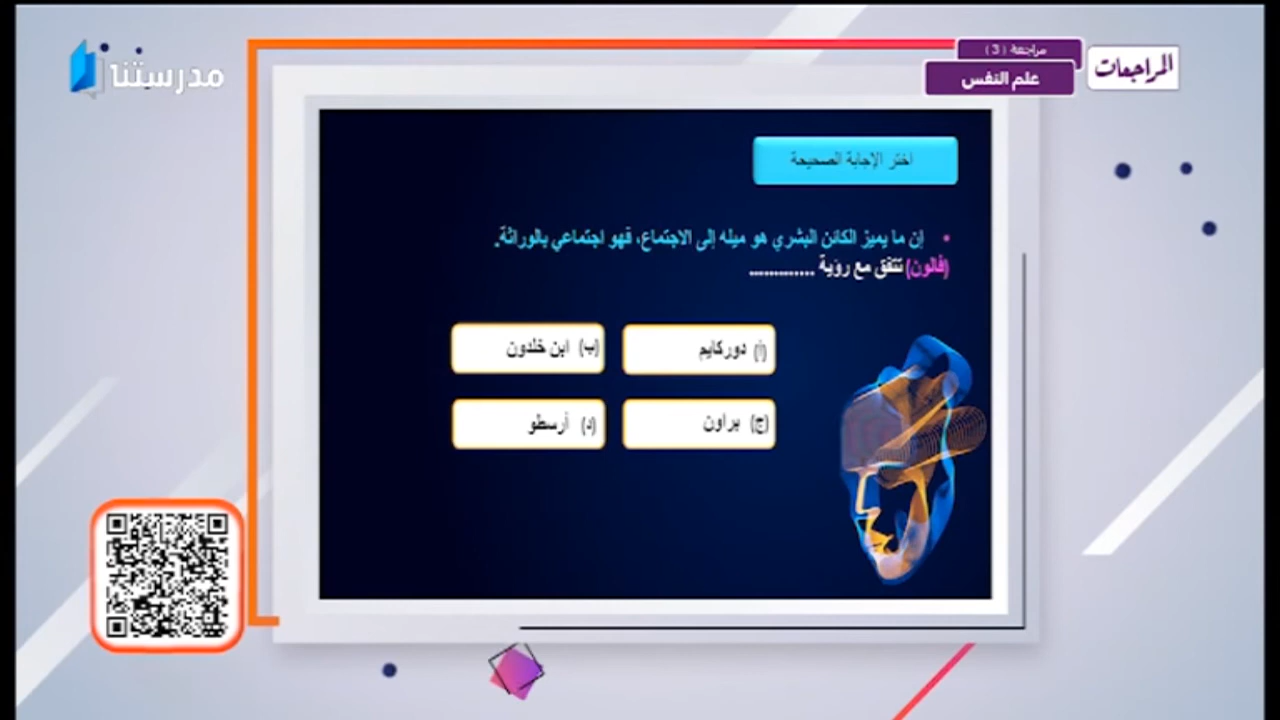 مدرستنا
مراجعة (3)
علم النفس
المراجعات
اختر الإجابة الصحيحة
• إن ما يميز الكائن البشري هو ميله إلى الاجتماع، فهو اجتماعي بالوراثة.
(فالون) تتفق مع رؤية .............
(أ) دوركايم
(ب) ابن خلدون
(ج) براون
(د) أرسطو